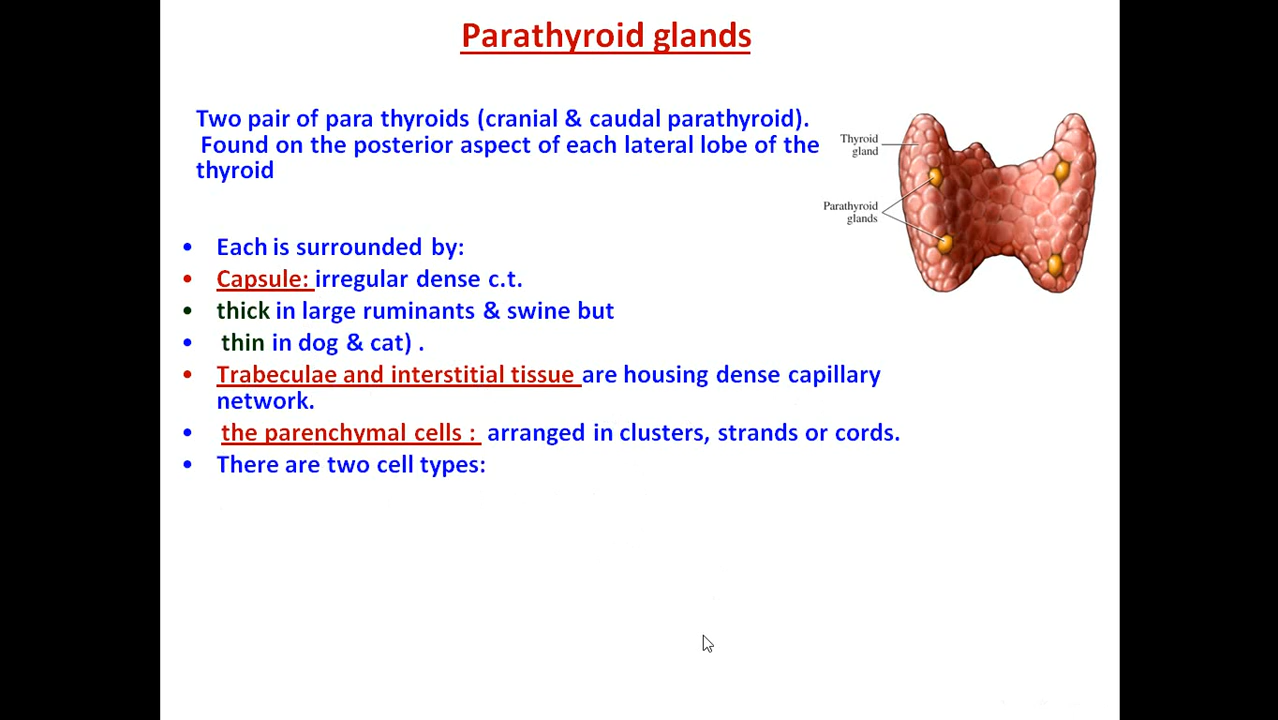 Parathyroid glands
Two pair of para thyroids (cranial & caudal parathyroid).
Found on the posterior aspect of each lateral lobe of the
thyroid
Thyroid
gland
Parathyroid
glands
• Each is surrounded by:
• Capsule: irregular dense c.t.
• thick in large ruminants & swine but
• thin in dog & cat) .
• Trabeculae and interstitial tissue are housing dense capillary
network.
• the parenchymal cells : arranged in clusters, strands or cords.
• There are two cell types: